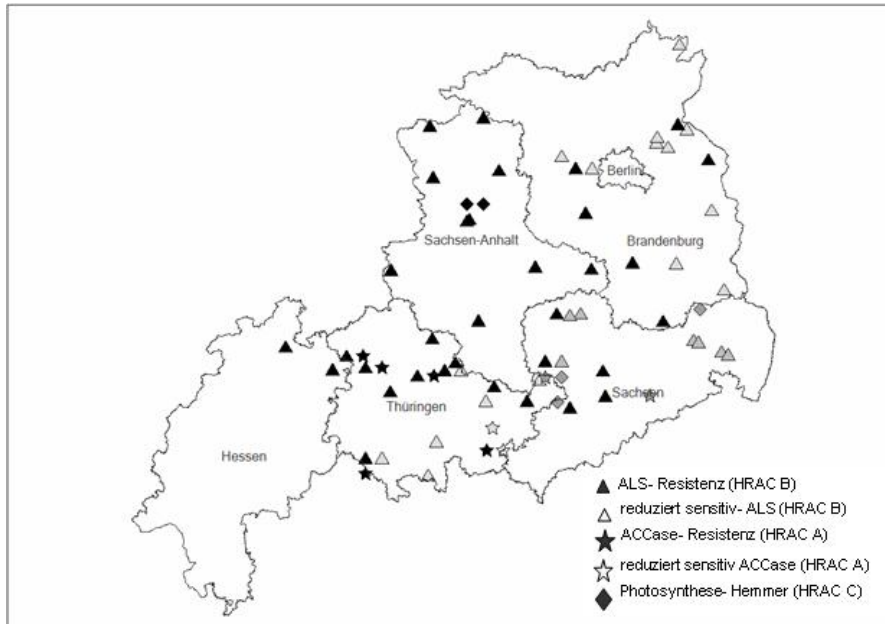 Berlin
Sachsen-Anhalt
Brandenburg
Thüringen
Sachsen
Hessen
ALS- Resistenz (HRAC B)
reduziert sensitiv- ALS (HRAC B)
ACCase- Resistenz (HRAC A)
reduziert sensitiv ACCase (HRAC A)
Photosynthese- Hemmer (HRAC C)